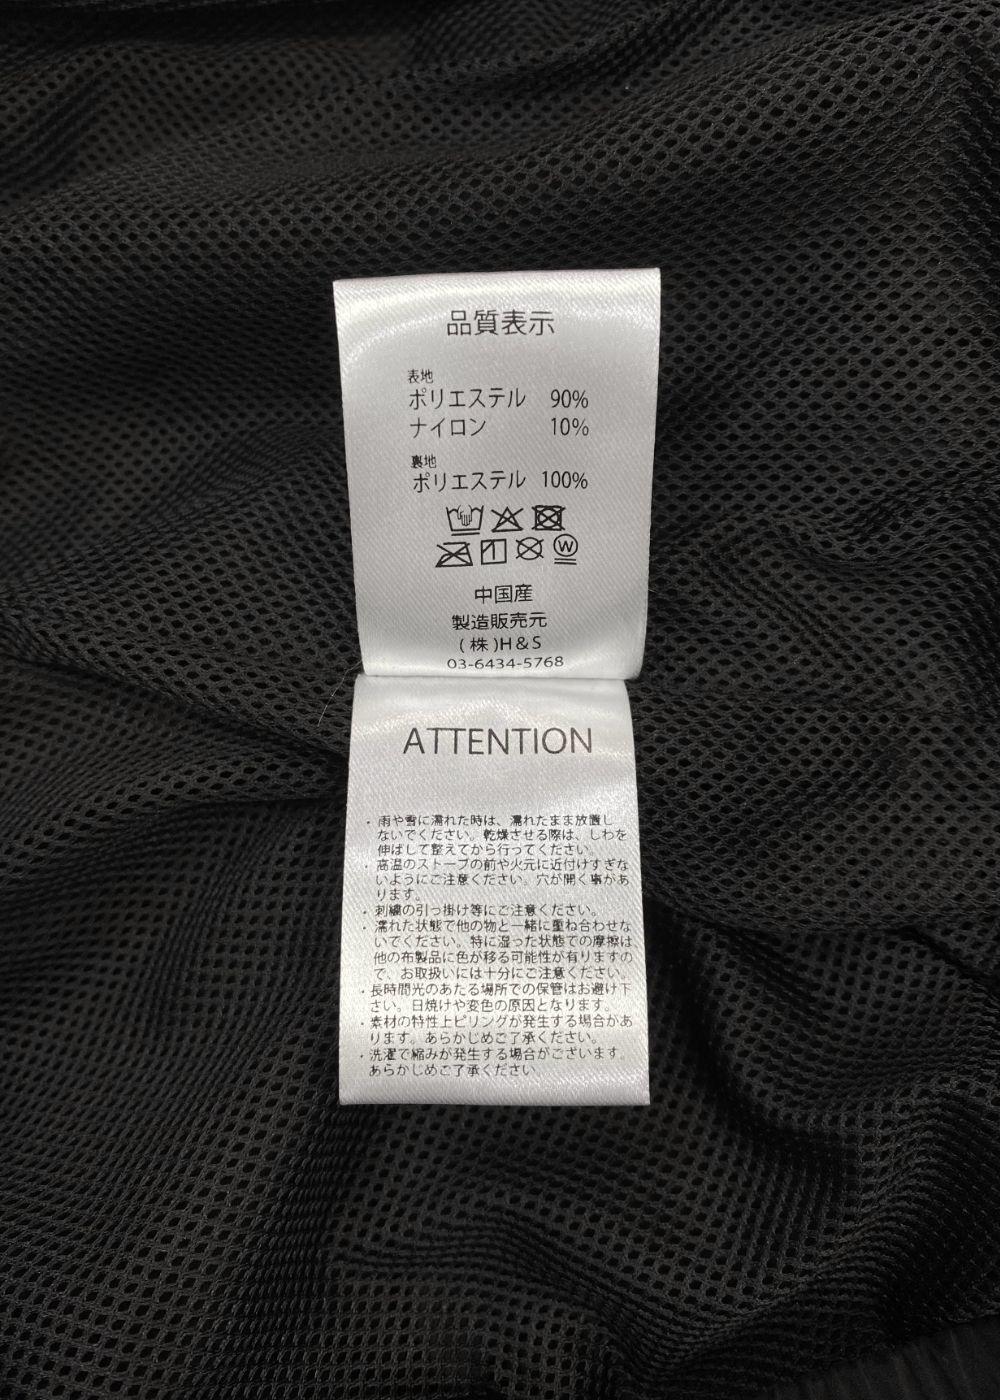 品質表示
表地
ポリエステル 90%
ナイロン 10%
裏地
ポリエステル 100%
W
中国産
製造販売元
(株)H&S
03-6434-5768
ATTENTION
・雨や雪に濡れた時は、濡れたまま放置し
ないでください。乾燥させる際は、しわを
伸ばして整えてから行ってください。
・高温のストーブの前や火元に近付けすぎな
いようにご注意ください。穴が開く事があ
ります。
・刺繍の引っ掛け等にご注意ください。
・濡れた状態で他の物と一緒に重ね合わせな
いでください。特に湿った状態での摩擦は
他の布製品に色が移る可能性が有りますの
で、お取扱いには十分にご注意ください。
・長時間光のあたる場所での保管はお避け下
さい。日焼けや変色の原因となります。
・素材の特性上ピリングが発生する場合があ
ります。あらかじめご了承ください。
・洗濯で縮みが発生する場合がございます。
あらかじめご了承ください